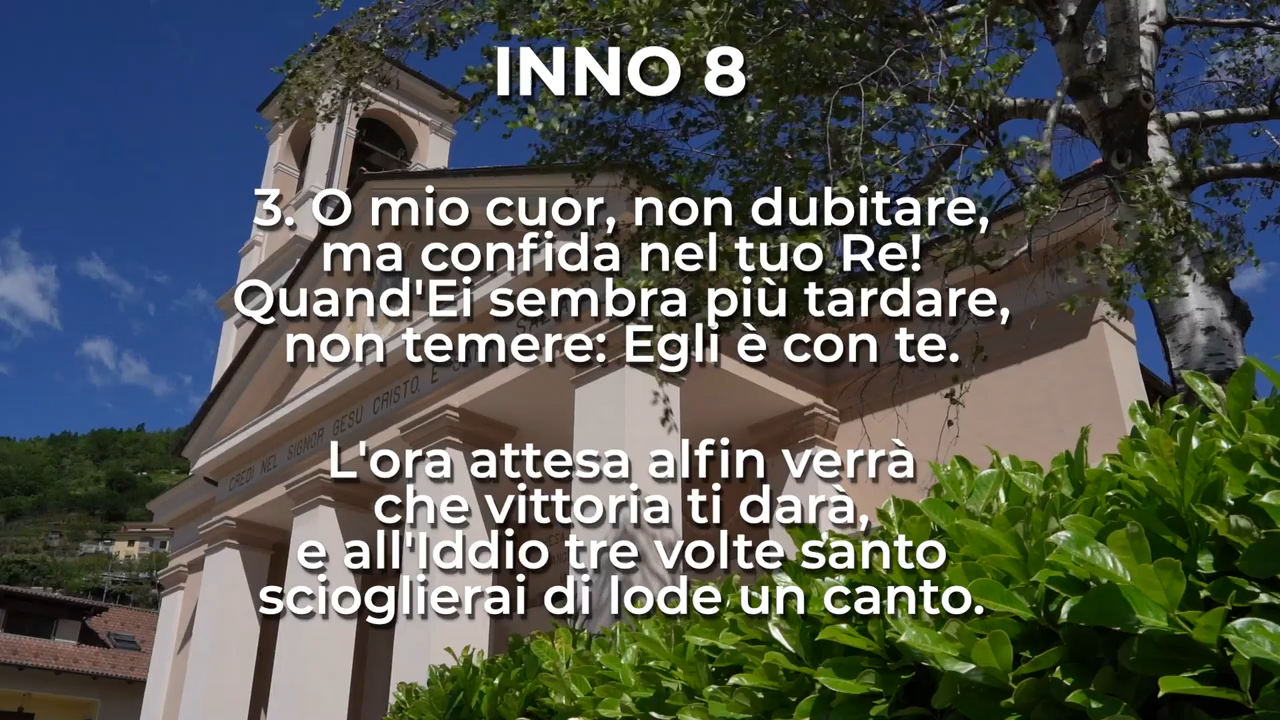 INNO 8
3. O mio cuor, non dubitare,
ma confida nel tuo Re!
Quand'Ei sembra più tardare,
non temere: Egli è con te.
L'ora attesa alfin verrà
che vittoria ti darà,
e all'Iddio tre volte santo
scioglierai di lode un canto.
CREDI NEL SIGNOR GESU CRISTO, E